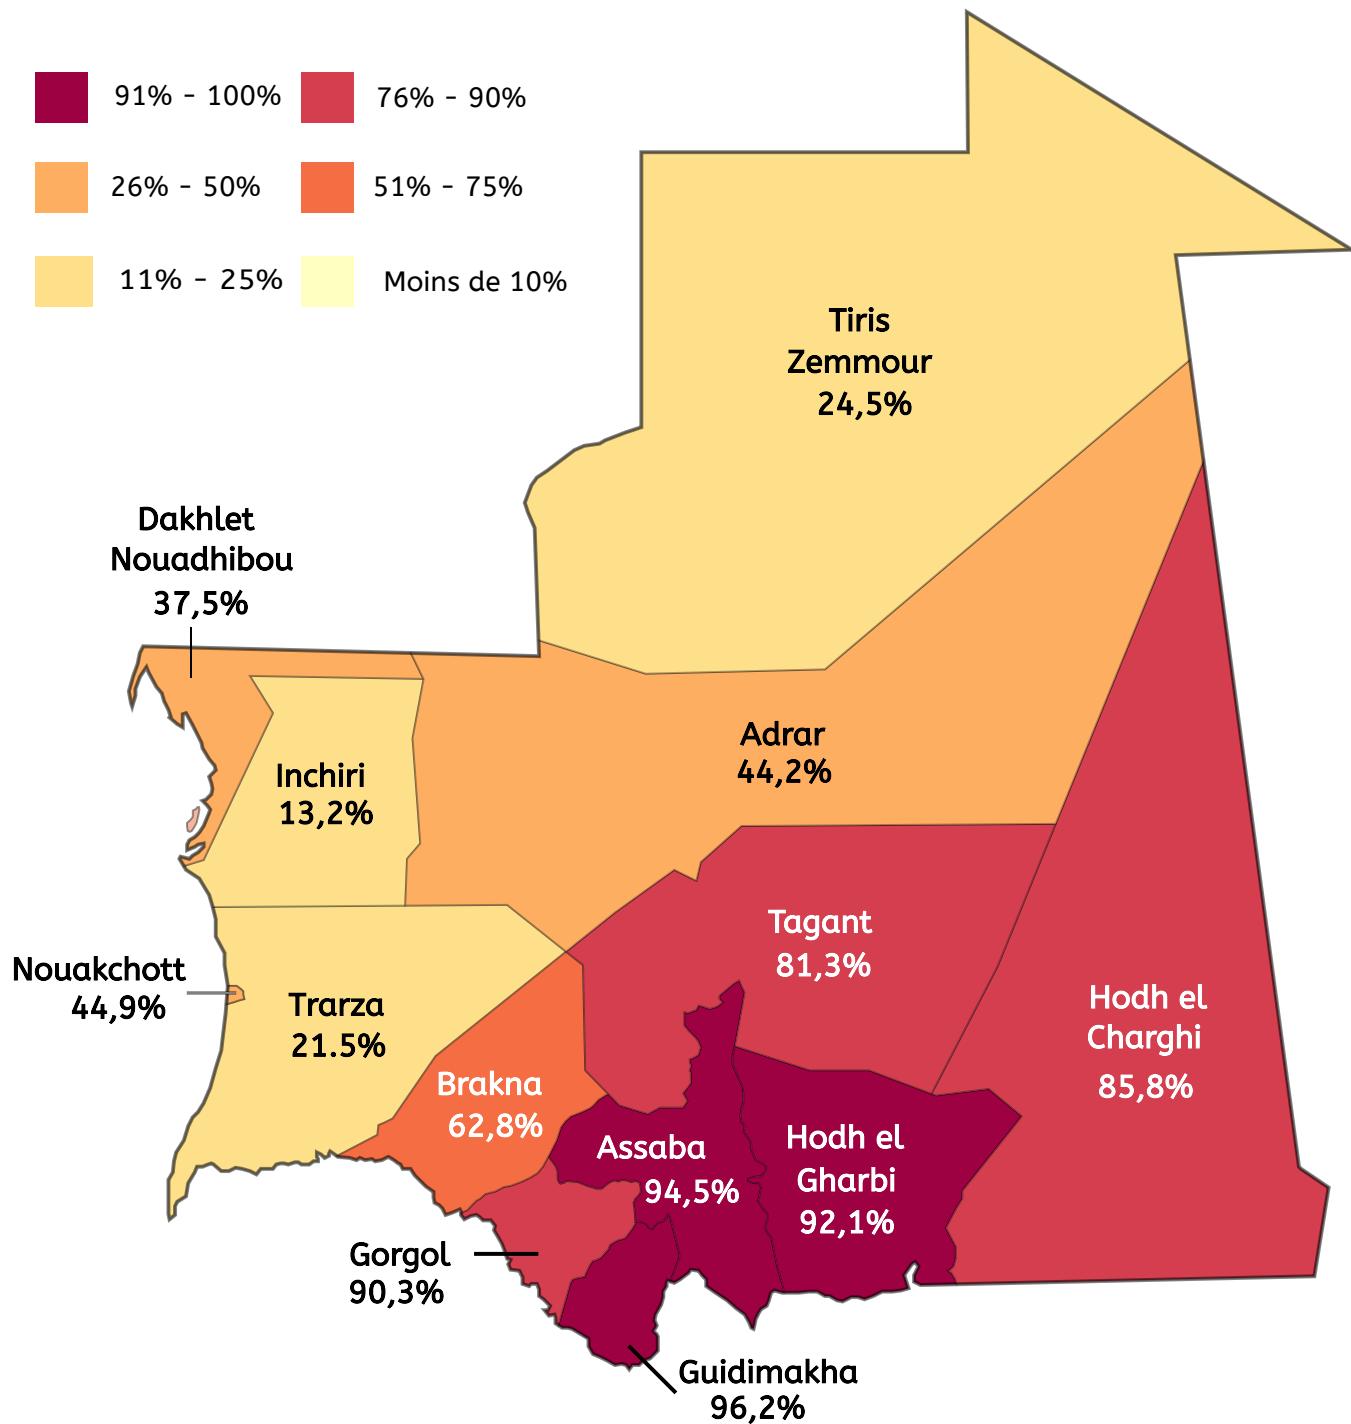 91% - 100%
76% - 90%
26% - 50%
51% - 75%
11% - 25%
Moins de 10%
Tiris
Zemmour
24,5%
Dakhlet
Nouadhibou
37,5%
Adrar
44,2%
Inchiri
13,2%
Tagant
81,3%
Nouakchott
44,9%
Trarza
21.5%
Hodh el
Charghi
85,8%
Brakna
62,8%
Assaba
94,5%
Hodh el
Gharbi
92,1%
Gorgol
90,3%
Guidimakha
96,2%